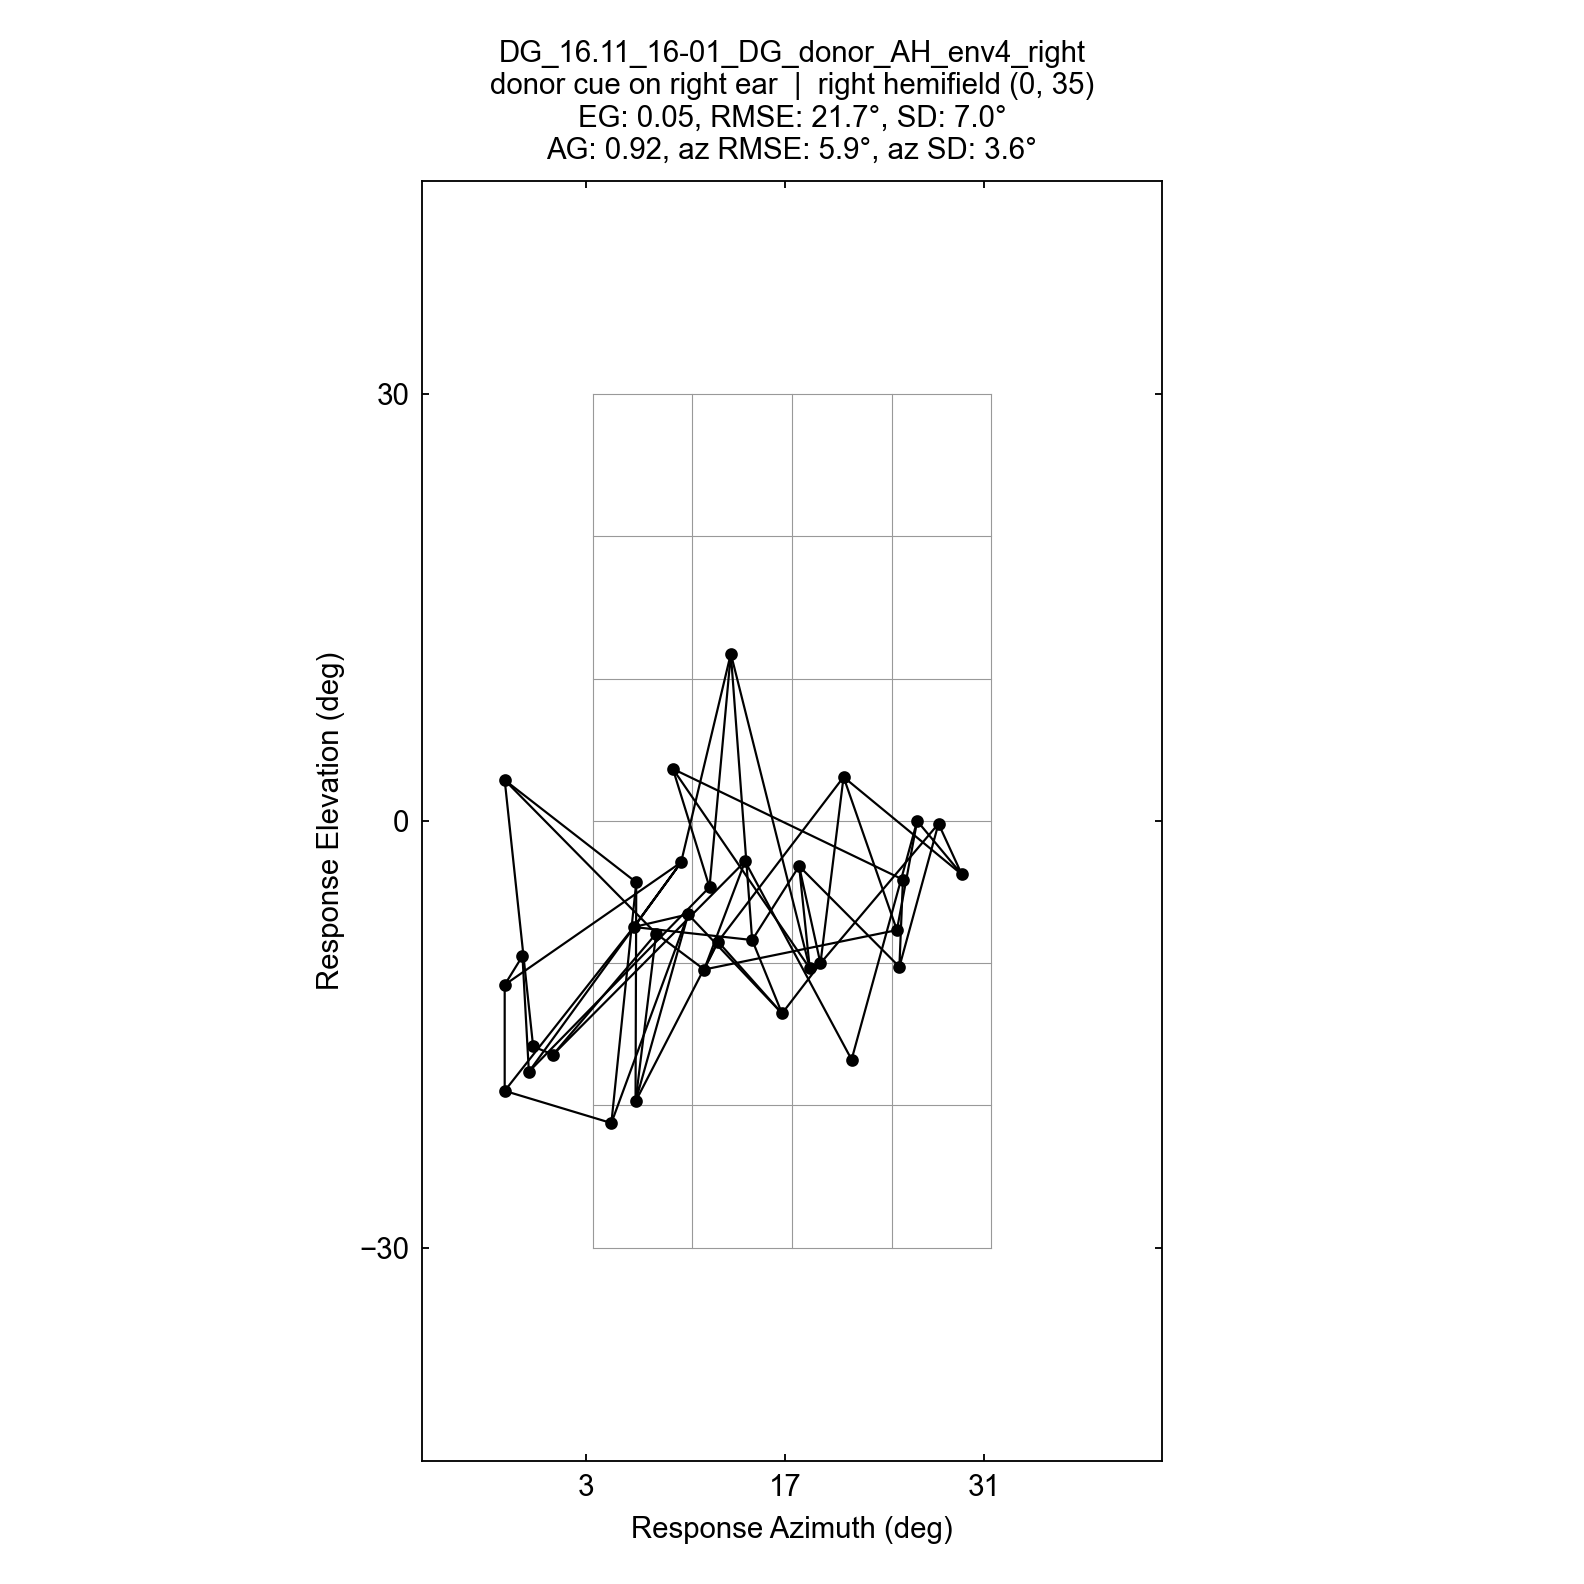 DG_16.11_16-01_DG_donor_AH_env4_right
donor cue on right ear | right hemifield (0, 35)
EG: 0.05, RMSE: 21.7°, SD: 7.0°
AG: 0.92, az RMSE: 5.9°, az SD: 3.6°
30
0
−30
Response Elevation (deg)
3 17 31
Response Azimuth (deg)